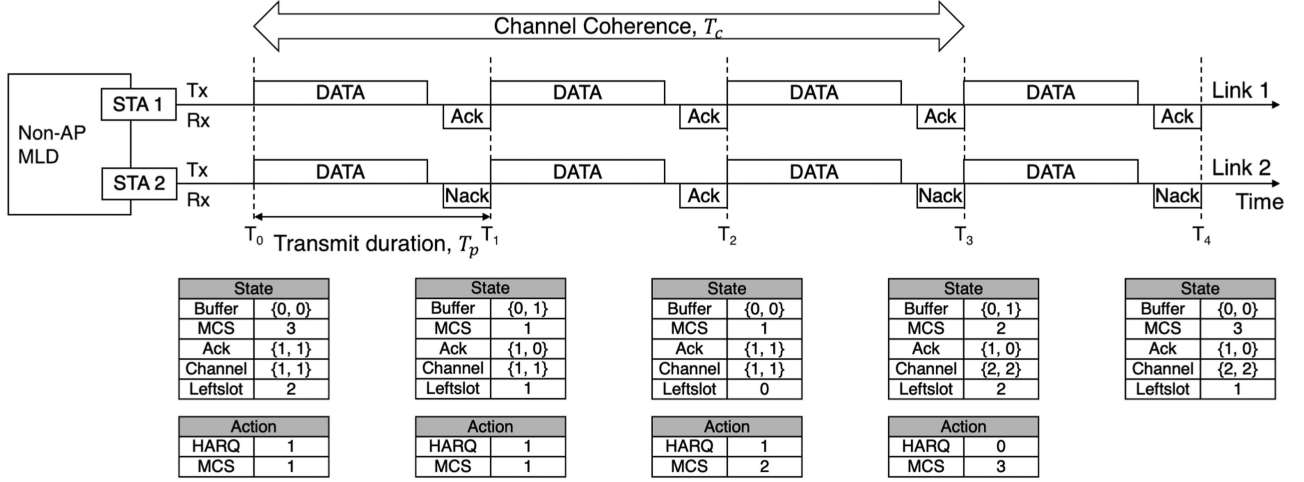 Channel Coherence, T_c
Non-AP
MLD
STA 1
Tx
Rx
DATA
DATA
DATA
DATA
Ack
Ack
Ack
Ack
Link 1
STA 2
Tx
Rx
DATA
DATA
DATA
DATA
Nack
Ack
Nack
Nack
Link 2
Time
T_0
Transmit duration, T_p
T_1
T_2
T_3
T_4
State
Buffer {0, 0}
MCS 3
Ack {1, 1}
Channel {1, 1}
Leftslot 2
State
Buffer {0, 1}
MCS 1
Ack {1, 0}
Channel {1, 1}
Leftslot 1
State
Buffer {0, 0}
MCS 1
Ack {1, 1}
Channel {1, 1}
Leftslot 0
State
Buffer {0, 1}
MCS 2
Ack {1, 0}
Channel {2, 2}
Leftslot 2
State
Buffer {0, 0}
MCS 3
Ack {1, 0}
Channel {2, 2}
Leftslot 1
Action
HARQ 1
MCS 1
Action
HARQ 1
MCS 1
Action
HARQ 1
MCS 2
Action
HARQ 0
MCS 3